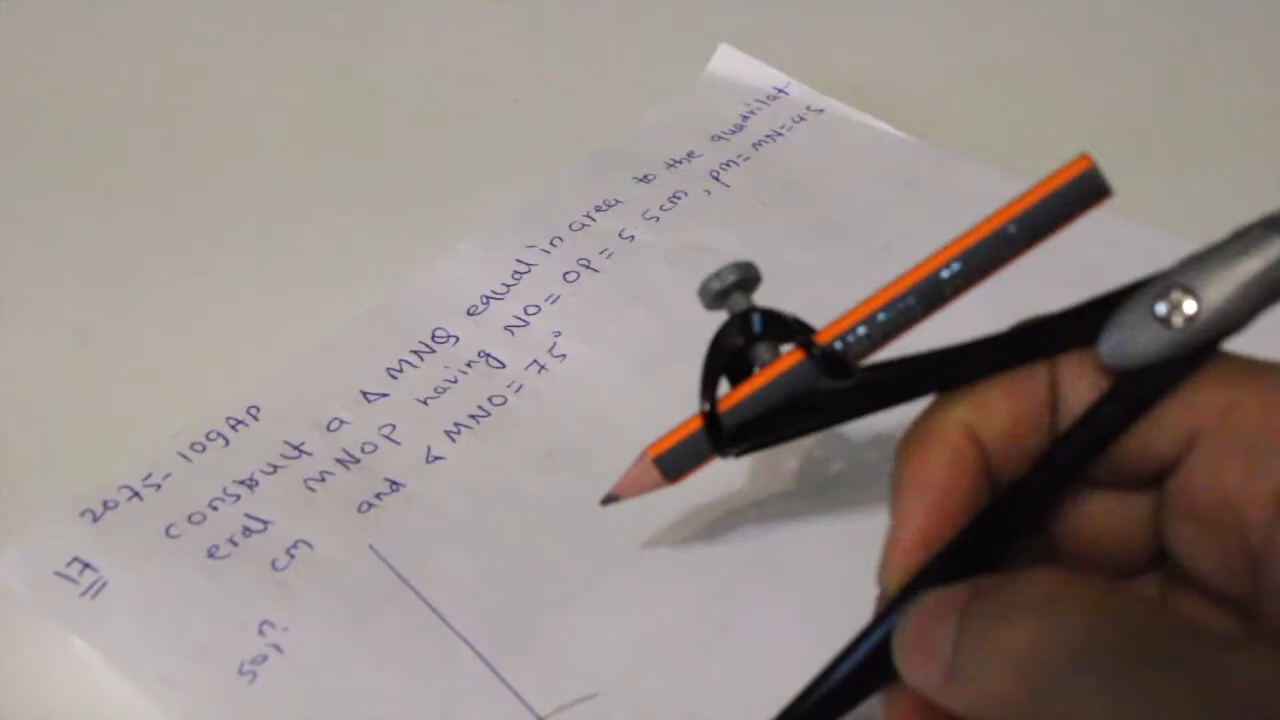 17 2075-109AP
construct a Δ MNQ equal in area to the quadrilat-
eral MNOP having NO = OP = 5.5cm, PM = MN = 4.5
cm and ∠ MNO = 75°
So,?